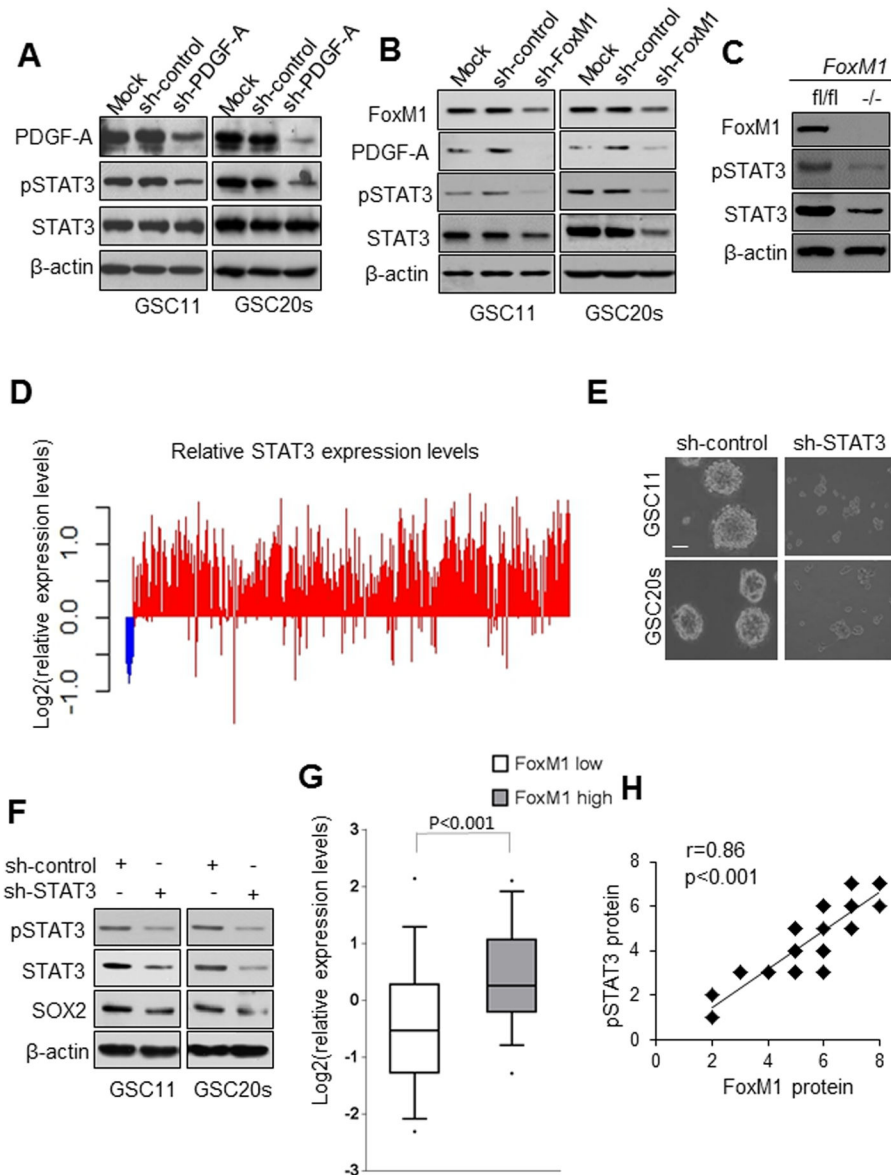 A
Mock
sh-control
sh-PDGF-A
Mock
sh-control
sh-PDGF-A
PDGF-A
pSTAT3
STAT3
β-actin
GSC11
GSC20s
B
Mock
sh-control
sh-FoxM1
Mock
sh-control
sh-FoxM1
FoxM1
PDGF-A
pSTAT3
STAT3
β-actin
GSC11
GSC20s
C
FoxM1
fl/fl -/-
FoxM1
pSTAT3
STAT3
β-actin
D
Relative STAT3 expression levels
Log2(relative expression levels)
1.0
0.0
-1.0
E
sh-control sh-STAT3
GSC11
GSC20s
F
sh-control + - + -
sh-STAT3 - + - +
pSTAT3
STAT3
SOX2
β-actin
GSC11
GSC20s
G
FoxM1 low
FoxM1 high
P<0.001
Log2(relative expression levels)
3
2
1
0
-1
-2
-3
H
r=0.86
p<0.001
pSTAT3 protein
8
6
4
2
0
0 2 4 6 8
FoxM1 protein